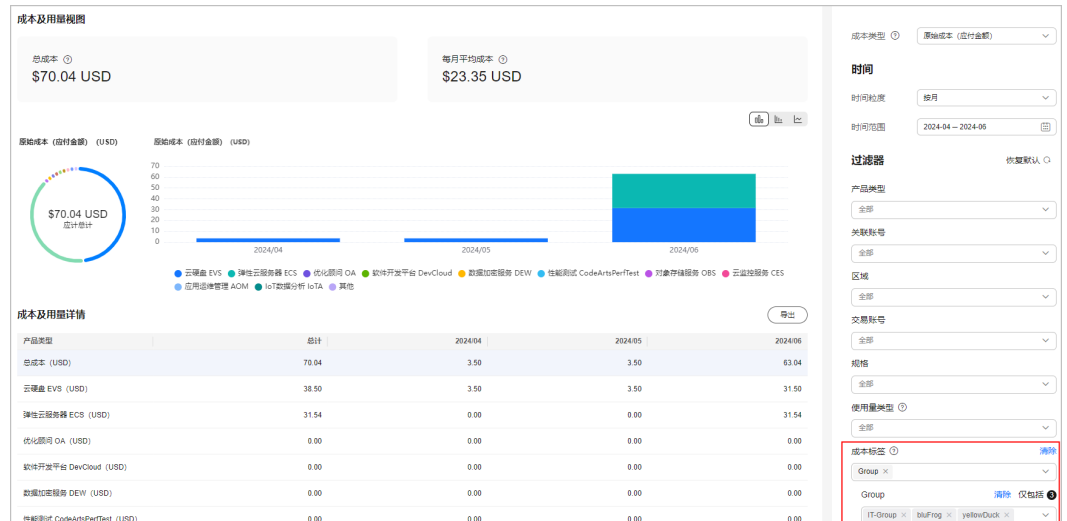 成本及用量视图
总成本
$70.04 USD
每月平均成本
$23.35 USD
原始成本（应付金额）（USD）
$70.04 USD
应计总计
原始成本（应付金额）（USD）
70
60
50
40
30
20
10
0
2024/04 2024/05 2024/06
云硬盘 EVS 弹性云服务器 ECS 优化顾问 OA 软件开发平台 DevCloud 数据加密服务 DEW 性能测试 CodeArtsPerfTest 对象存储服务 OBS 云监控服务 CES
应用运维管理 AOM IoT数据分析 IoTA 其他
成本及用量详情 导出
产品类型 总计 2024/04 2024/05 2024/06
总成本（USD） 70.04 3.50 3.50 63.04
云硬盘 EVS（USD） 38.50 3.50 3.50 31.50
弹性云服务器 ECS（USD） 31.54 0.00 0.00 31.54
优化顾问 OA（USD） 0.00 0.00 0.00 0.00
软件开发平台 DevCloud（USD） 0.00 0.00 0.00 0.00
数据加密服务 DEW（USD） 0.00 0.00 0.00 0.00
性能测试 CodeArtsPerfTest（USD） 0.00 0.00 0.00 0.00
成本类型 原始成本（应付金额）
时间
时间粒度 按月
时间范围 2024-04 – 2024-06
过滤器 恢复默认
产品类型
全部
关联账号
全部
区域
全部
交易账号
全部
规格
全部
使用量类型
全部
成本标签 清除
Group ×
Group 清除 仅包括 3
IT-Group × bluFrog × yellowDuck ×